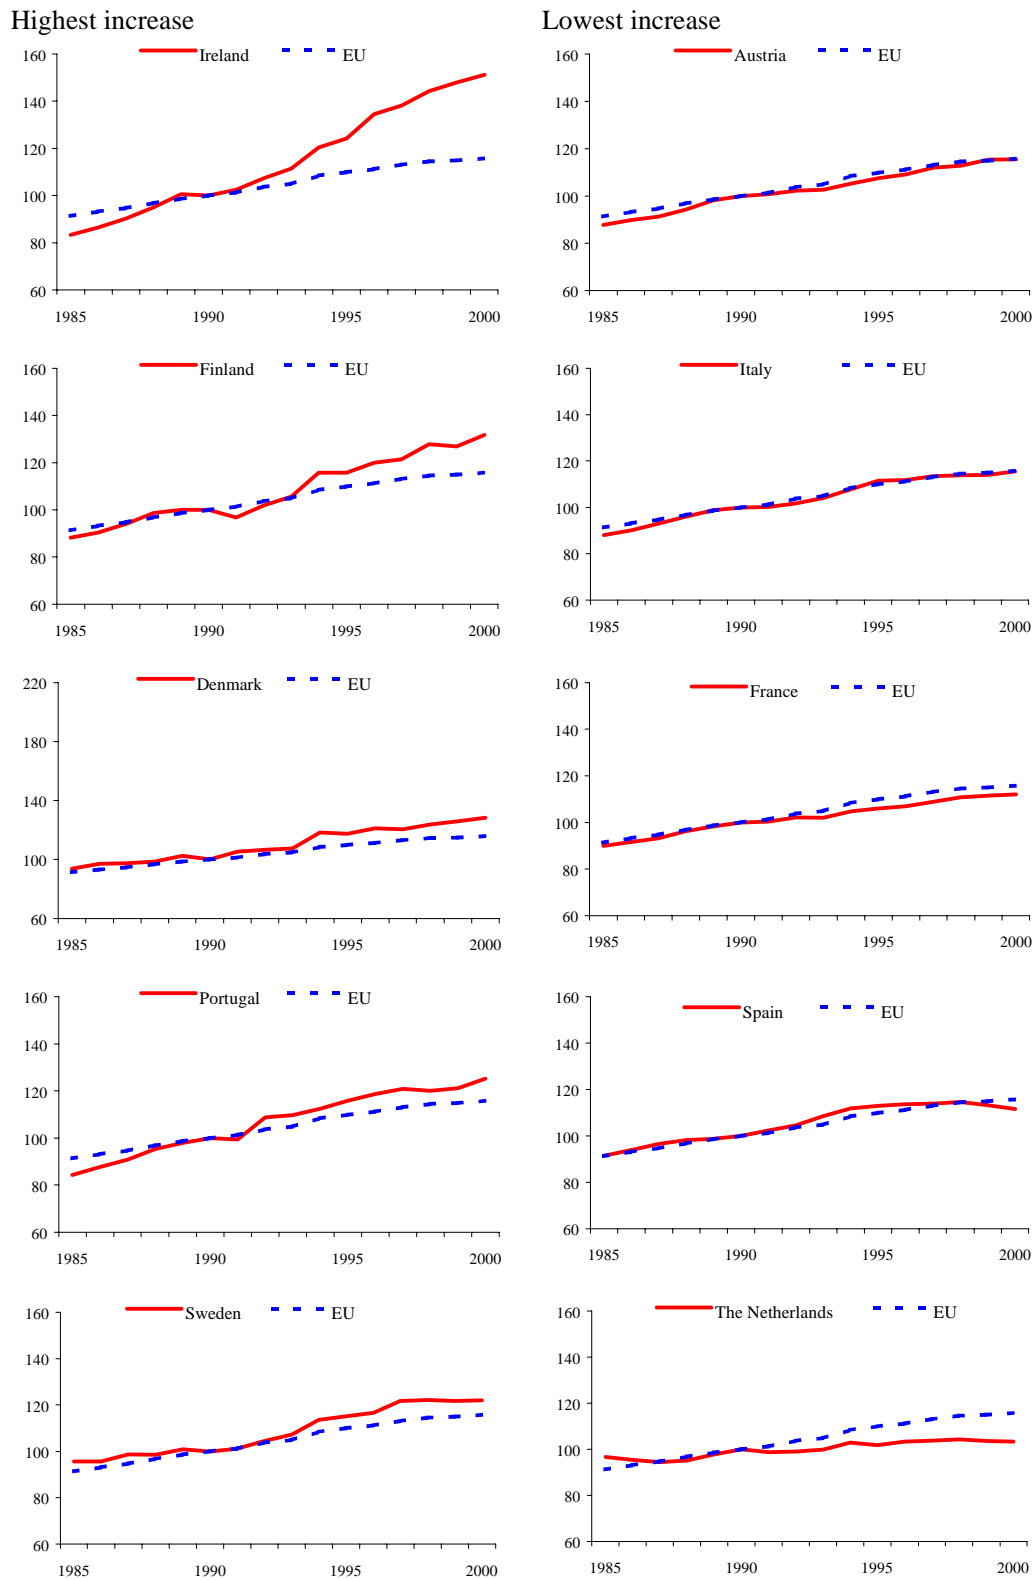 Highest increase
Lowest increase
Ireland EU
160
140
120
100
80
60
1985 1990 1995 2000
Austria EU
160
140
120
100
80
60
1985 1990 1995 2000
Finland EU
160
140
120
100
80
60
1985 1990 1995 2000
Italy EU
160
140
120
100
80
60
1985 1990 1995 2000
Denmark EU
220
180
140
100
60
1985 1990 1995 2000
France EU
160
140
120
100
80
60
1985 1990 1995 2000
Portugal EU
160
140
120
100
80
60
1985 1990 1995 2000
Spain EU
160
140
120
100
80
60
1985 1990 1995 2000
Sweden EU
160
140
120
100
80
60
1985 1990 1995 2000
The Netherlands EU
160
140
120
100
80
60
1985 1990 1995 2000